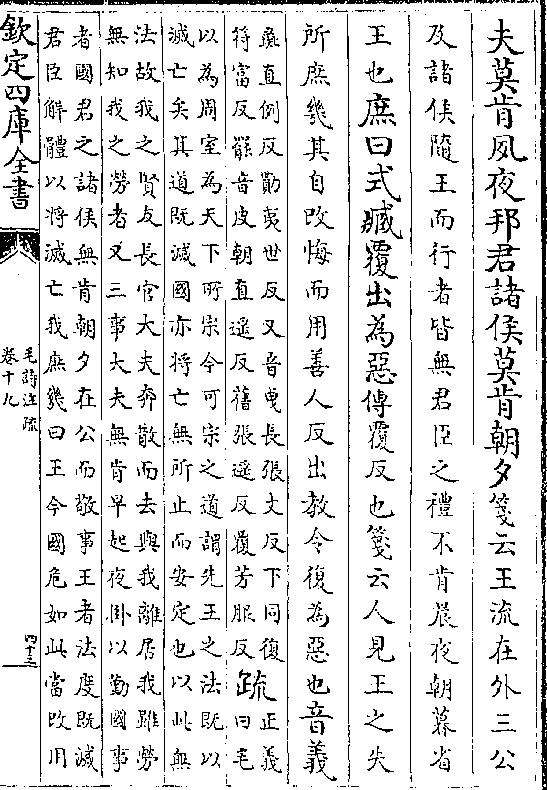 夫莫肯夙夜邦君諸侯莫肯朝夕箋云王流在外三公
及諸侯隨王而行者皆無君臣之禮不肯晨夜朝暮省
王也庶曰式臧覆出為惡傳覆反也箋云人見王之失
所庶幾其自改悔而用善人反出教令復為惡也音義
彘直例反勩夷世反又音曵長張丈反下同復
符富反罷音皮朝直遥反舊張遥反覆芳服反
疏正義
曰毛
以為周室為天下所宗今可宗之道謂先王之法既以
滅亡矣其道既滅國亦將亡無所止而安定也以此無
法故我之賢友長官大夫奔散而去與我離居我雖勞
無知我之勞者又三事大夫無肯早起夜卧以勤國事
者國君之諸侯無肯朝夕在公而敬事王者法度既滅
君臣解體以將滅亡我庶幾曰王今國危如此當改用
欽定四庫全書
毛詩注疏
卷十九
四十三